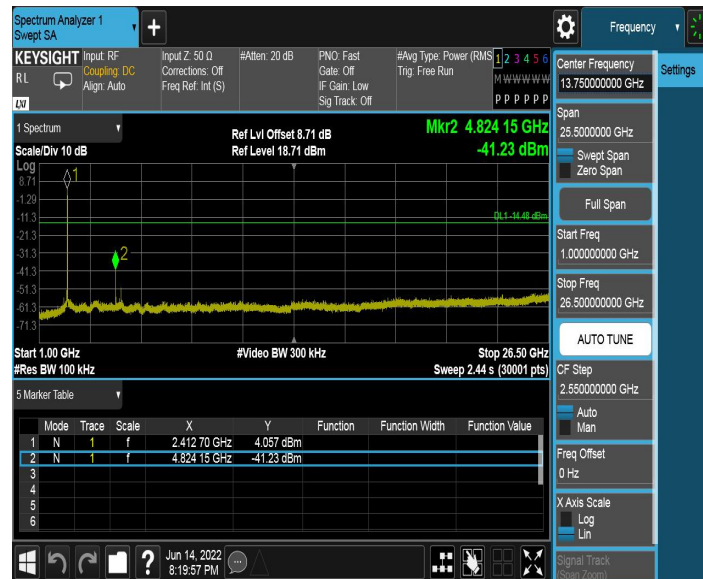 Spectrum Analyzer 1
Swept SA
+
Frequency
KEYSIGHT
RL
LXI
Input: RF
Coupling: DC
Align: Auto
Input Z: 50 Ω
Corrections: Off
Freq Ref: Int (S)
#Atten: 20 dB
PNO: Fast
Gate: Off
IF Gain: Low
Sig Track: Off
#Avg Type: Power (RMS
Trig: Free Run
1 2 3 4 5 6
M W W W W W
P P P P P P
1 Spectrum
Scale/Div 10 dB
Ref Lvl Offset 8.71 dB
Ref Level 18.71 dBm
Mkr2 4.824 15 GHz
-41.23 dBm
Log
8.71
-1.29
-11.3
-21.3
-31.3
-41.3
-51.3
-61.3
-71.3
1
2
DL1 -14.48 dBm
Start 1.00 GHz
#Video BW 300 kHz
Stop 26.50 GHz
#Res BW 100 kHz
Sweep 2.44 s (30001 pts)
5 Marker Table
Mode Trace Scale X Y Function Function Width Function Value
1 N 1 f 2.412 70 GHz 4.057 dBm
2 N 1 f 4.824 15 GHz -41.23 dBm
3
4
5
6
Jun 14, 2022
8:19:57 PM
?
Center Frequency
13.750000000 GHz
Span
25.5000000 GHz
Swept Span
Zero Span
Full Span
Start Freq
1.000000000 GHz
Stop Freq
26.500000000 GHz
AUTO TUNE
CF Step
2.550000000 GHz
Auto
Man
Freq Offset
0 Hz
X Axis Scale
Log
Lin
Signal Track
(Span Zoom)
Settings